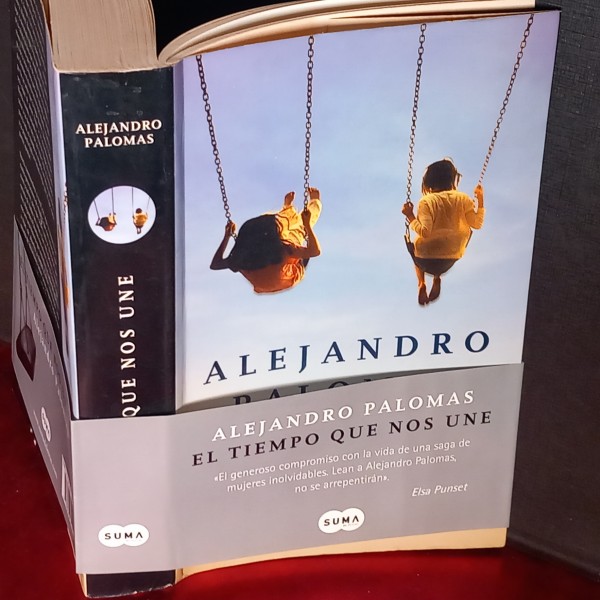 ALEJANDRO
PALOMAS
QUE NOS UNE
SUMA
ALEJANDRO
ALEJANDRO PALOMAS
EL TIEMPO QUE NOS UNE
«El generoso compromiso con la vida de una saga de
mujeres inolvidables. Lean a Alejandro Palomas,
no se arrepentirán».
Elsa Punset
SUMA